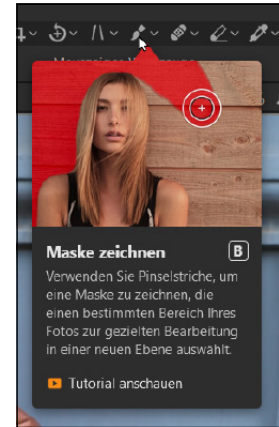 Maske zeichnen B
Verwenden Sie Pinselstriche, um
eine Maske zu zeichnen, die
einen bestimmten Bereich Ihres
Fotos zur gezielten Bearbeitung
in einer neuen Ebene auswählt.
Tutorial anschauen